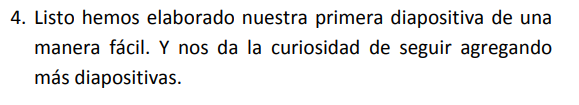 4. Listo hemos elaborado nuestra primera diapositiva de una
manera fácil. Y nos da la curiosidad de seguir agregando
más diapositivas.